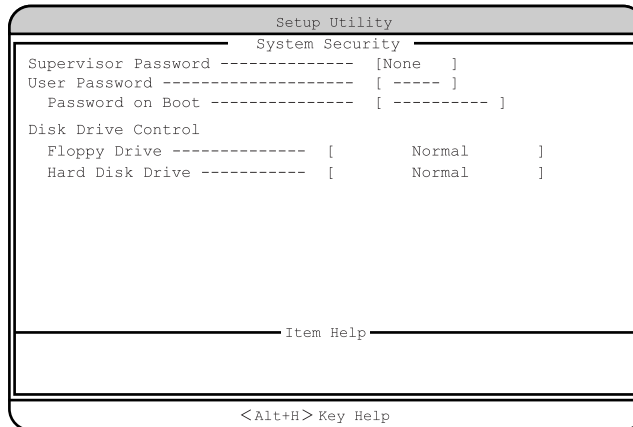 Setup Utility
System Security
Supervisor Password -------------- [None ]
User Password -------------------- [ ----- ]
Password on Boot --------------- [ ---------- ]
Disk Drive Control
Floppy Drive -------------- [ Normal ]
Hard Disk Drive ----------- [ Normal ]
Item Help
<Alt+H> Key Help